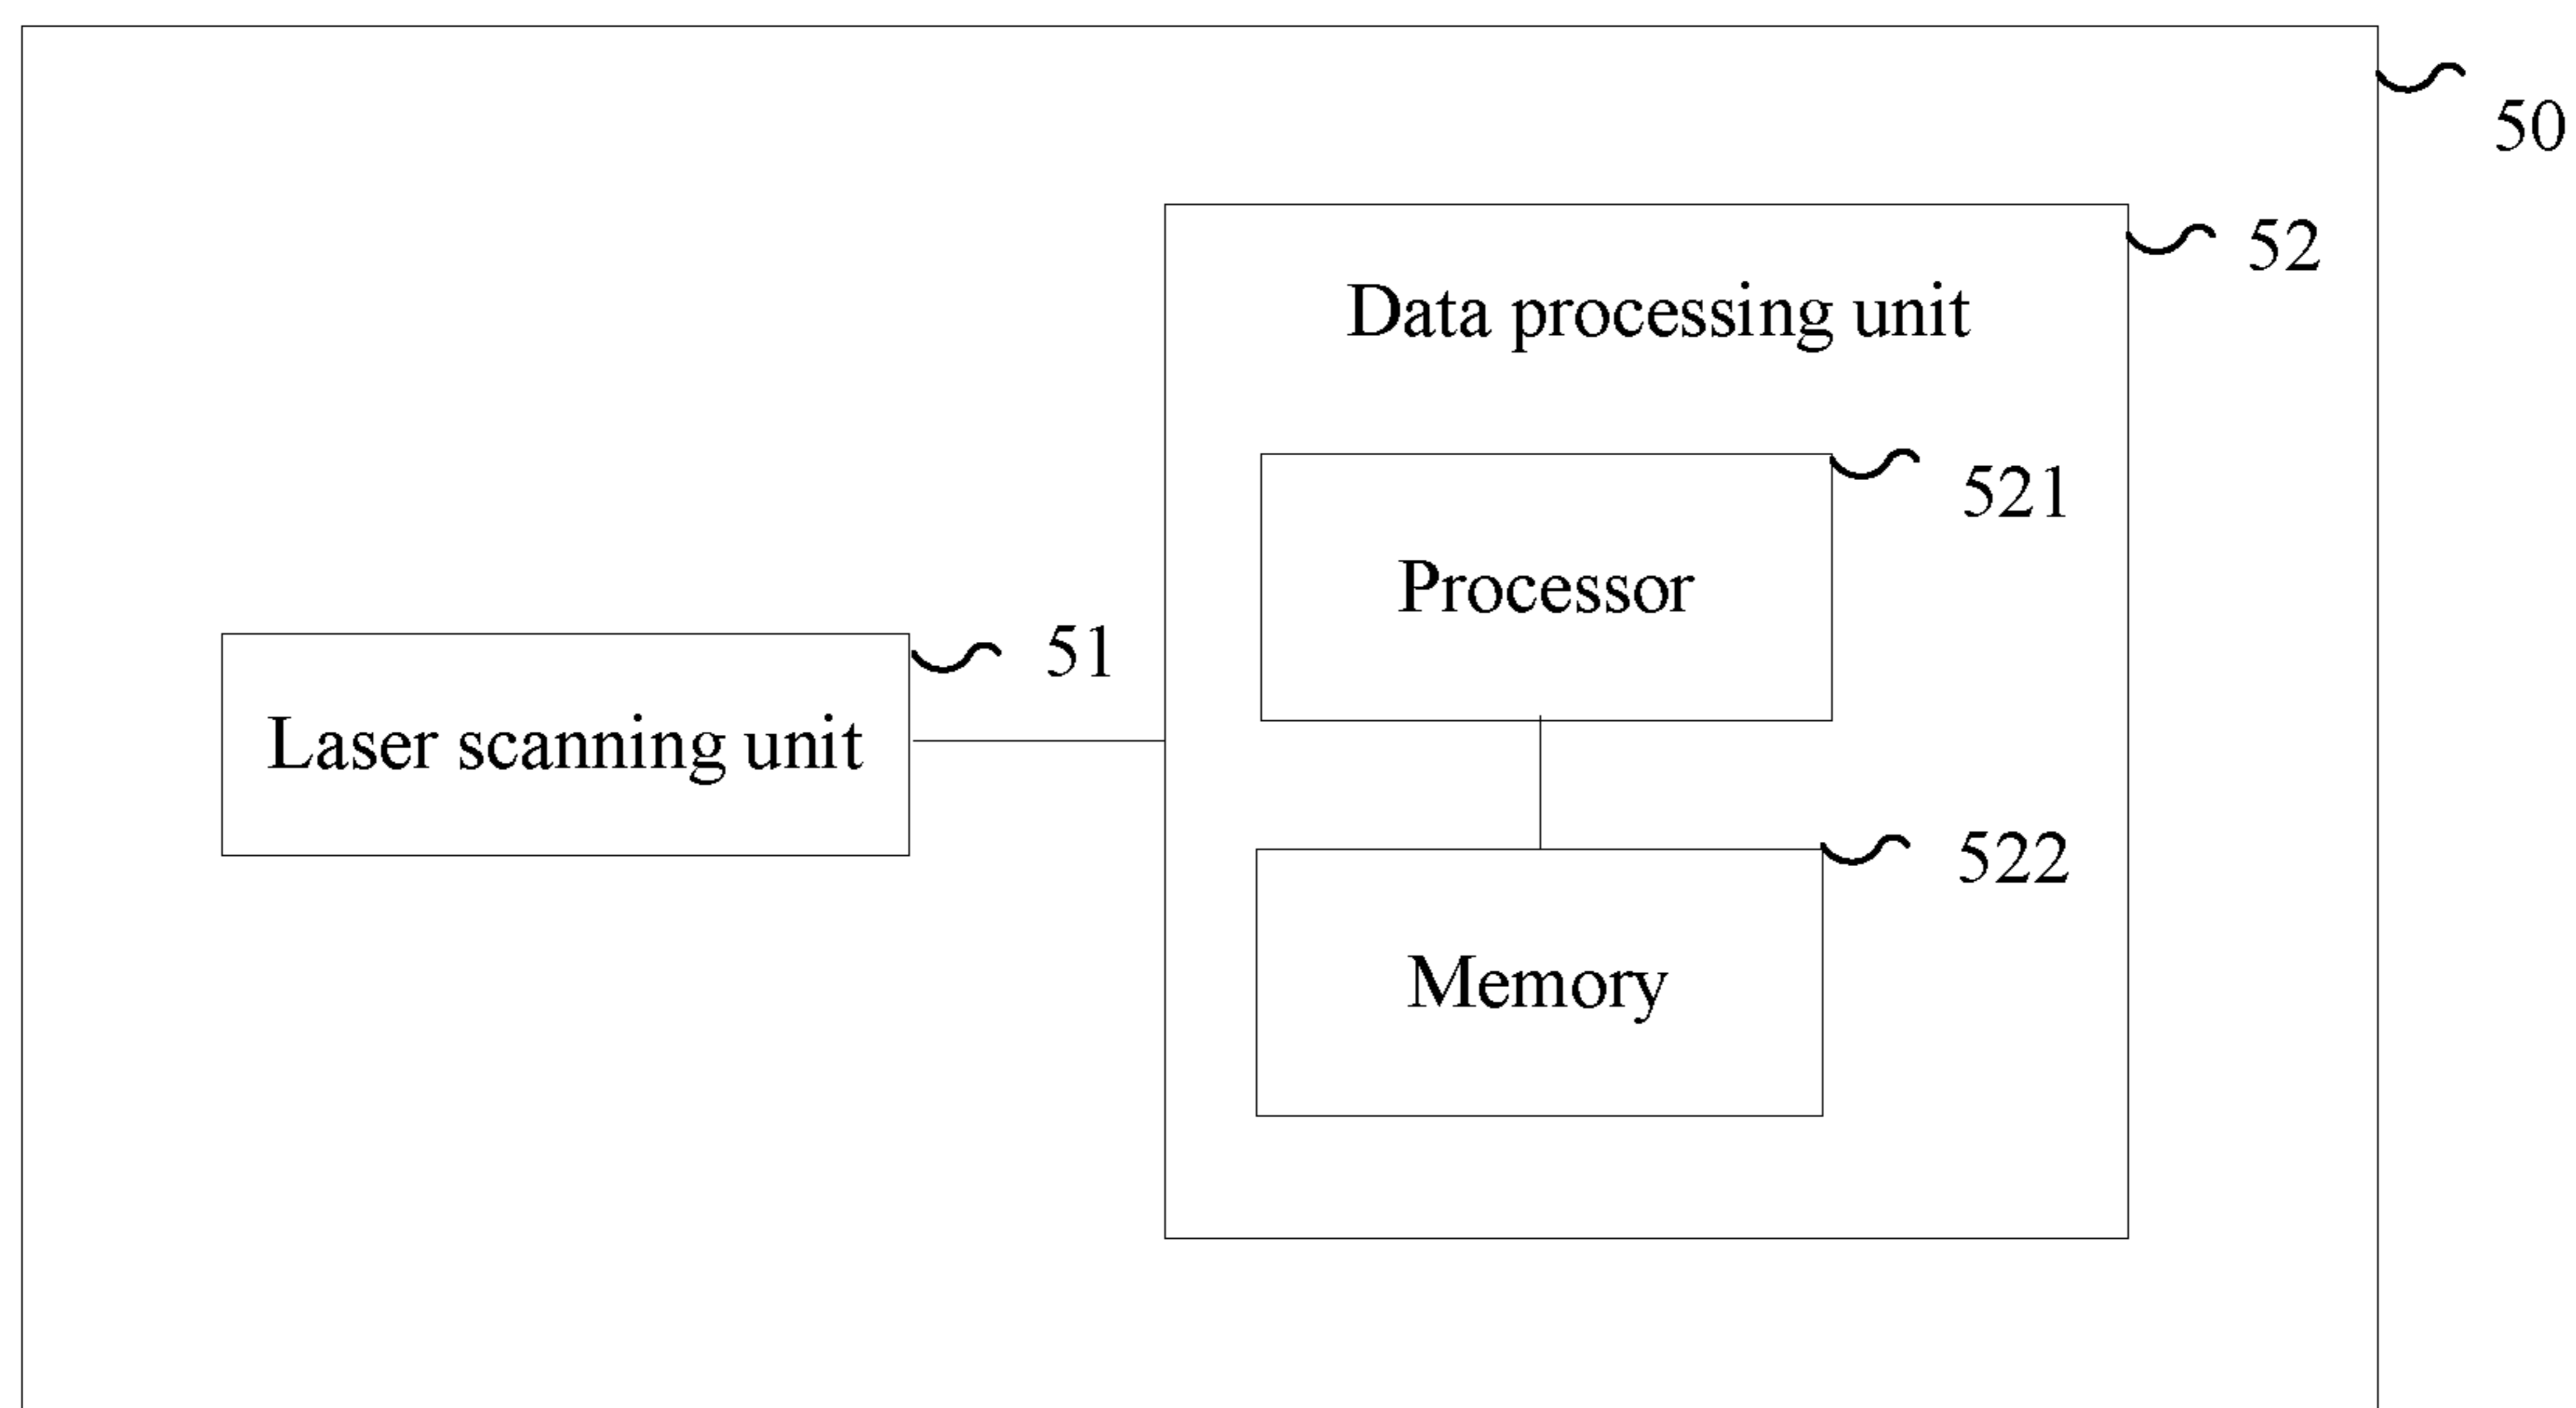 50
52
Data processing unit
521
Processor
51
Laser scanning unit
522
Memory